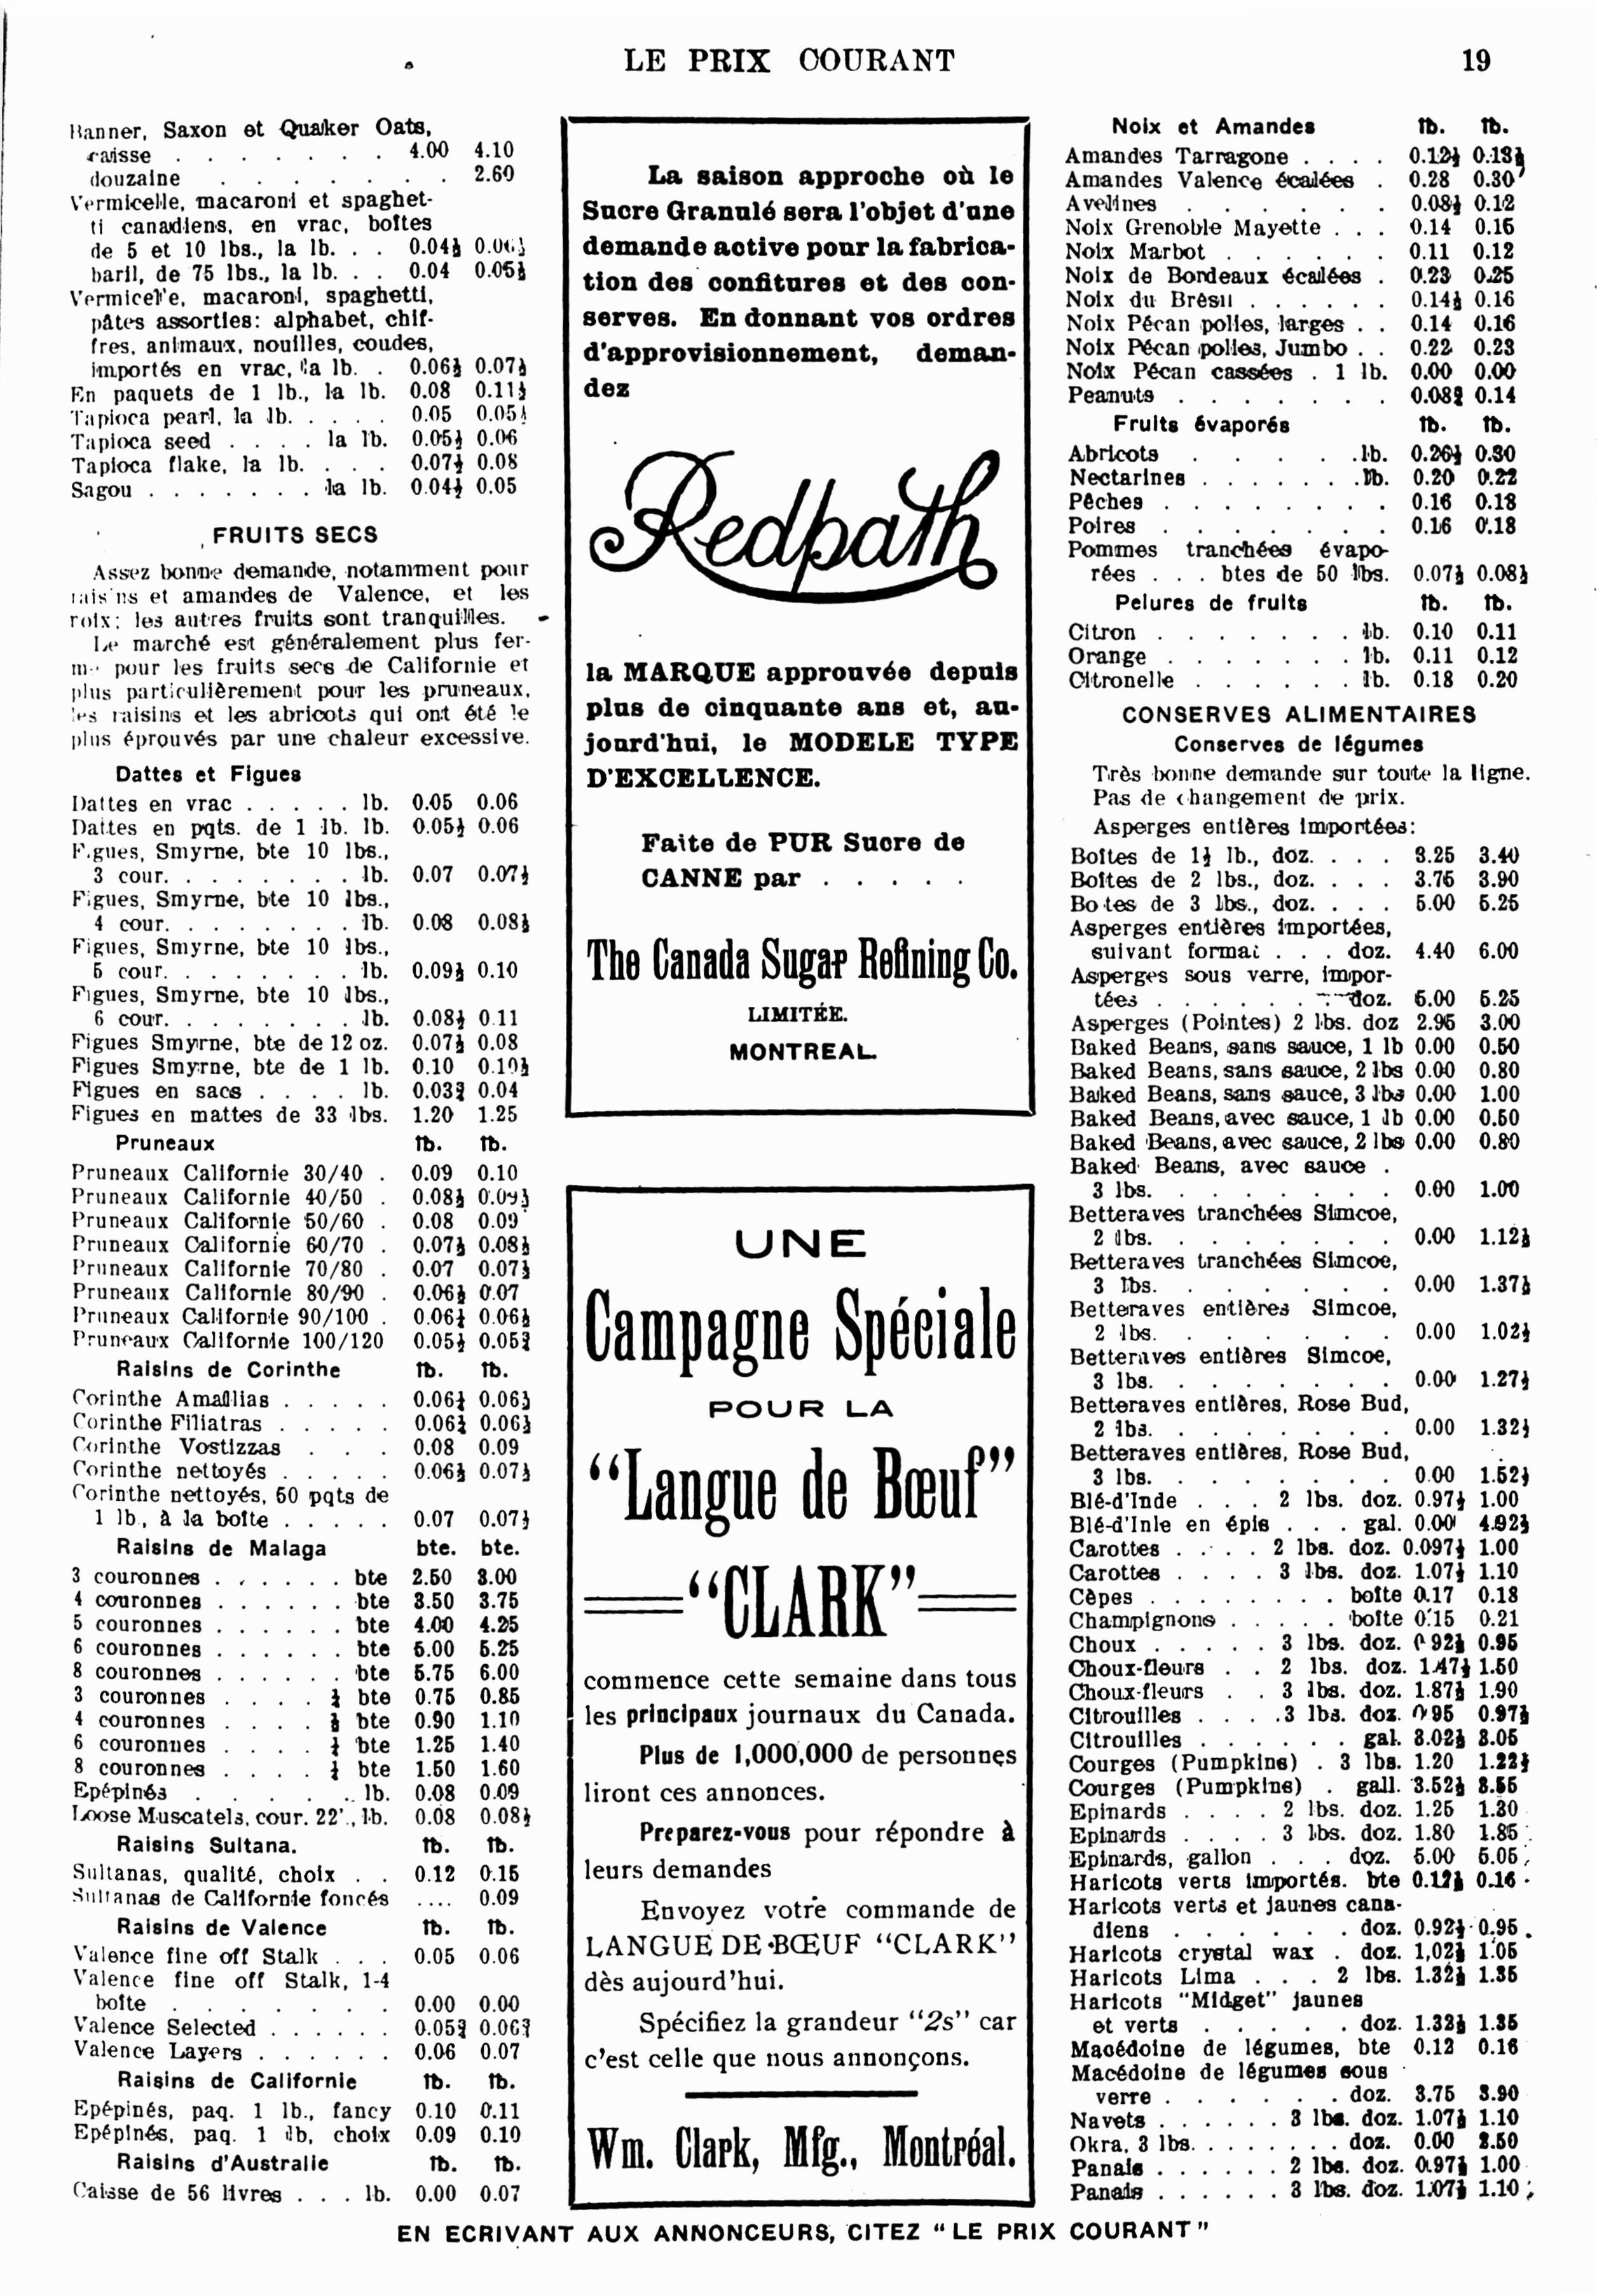 LE PRIX COURANT 19
Banner, Saxon et Quaker Oats,
caisse . . . . . . . 4.00 4.10
douzaine . . . . . . . 2.60
Vermicelle, macaroni et spaghet-
ti canadiens, en vrac, boîtes
de 5 et 10 lbs., la lb. . . 0.04½
baril, de 75 lbs., la lb. . . 0.04 0.05½
Vermicelle, macaroni, spaghetti,
pâtes assorties: alphabet, chif-
fres, animaux, nouilles, coudes,
importés en vrac, la lb. . 0.06½ 0.07½
En paquets de 1 lb., la lb. 0.08 0.11½
Tapioca pearl, la lb. . . . . 0.05
Tapioca seed . . . . la lb. 0.05½ 0.06
Tapioca flake, la lb. . . . 0.07½ 0.08
Sagou . . . . . . . la lb. 0.04½ 0.05
FRUITS SECS
Assez bonne demande, notamment pour
raisins et amandes de Valence, et les
noix; les autres fruits sont tranquilles.
Le marché est généralement plus fer-
me pour les fruits secs de Californie et
plus particulièrement pour les pruneaux,
les raisins et les abricots qui ont été le
plus éprouvés par une chaleur excessive.
Dattes et Figues
Dattes en vrac . . . . . lb. 0.05 0.06
Dattes en pqts. de 1 lb. lb. 0.05½ 0.06
Figues, Smyrne, bte 10 lbs.,
3 cour. . . . . . . . lb. 0.07 0.07½
Figues, Smyrne, bte 10 lbs.,
4 cour. . . . . . . . lb. 0.08 0.08½
Figues, Smyrne, bte 10 lbs.,
5 cour. . . . . . . . lb. 0.09½ 0.10
Figues, Smyrne, bte 10 lbs.,
6 cour. . . . . . . . lb. 0.08½ 0.11
Figues Smyrne, bte de 12 oz. 0.07½ 0.08
Figues Smyrne, bte de 1 lb. 0.10 0.10½
Figues en sacs . . . . lb. 0.03¾ 0.04
Figues en mattes de 33 lbs. 1.20 1.25
Pruneaux lb. lb.
Pruneaux Californie 30/40 . 0.09 0.10
Pruneaux Californie 40/50 . 0.08½ 0.09½
Pruneaux Californie 50/60 . 0.08 0.09
Pruneaux Californie 60/70 . 0.07½ 0.08½
Pruneaux Californie 70/80 . 0.07 0.07½
Pruneaux Californie 80/90 . 0.06½ 0.07
Pruneaux Californie 90/100 . 0.06¼ 0.06½
Pruneaux Californie 100/120 0.05½ 0.05¾
Raisins de Corinthe lb. lb.
Corinthe Amalias . . . . . 0.06¼ 0.06½
Corinthe Filiatras . . . . . 0.06¼ 0.06½
Corinthe Vostizzas . . . 0.08 0.09
Corinthe nettoyés . . . . . 0.06½ 0.07½
Corinthe nettoyés, 50 pqts de
1 lb., à la boîte . . . . . 0.07 0.07½
Raisins de Malaga bte. bte.
3 couronnes . . . . . . bte 2.50 3.00
4 couronnes . . . . . . bte 3.50 3.75
5 couronnes . . . . . . bte 4.00 4.25
6 couronnes . . . . . . bte 5.00 5.25
8 couronnes . . . . . . bte 5.75 6.00
3 couronnes . . . . ¼ bte 0.75 0.85
4 couronnes . . . . ¼ bte 0.90 1.10
6 couronnes . . . . ¼ bte 1.25 1.40
8 couronnes . . . . ¼ bte 1.50 1.60
Epépinés . . . . . . lb. 0.08 0.09
Loose Muscatels, cour. 22', lb. 0.08 0.08½
Raisins Sultana. lb. lb.
Sultanas, qualité, choix . . 0.12 0.15
Sultanas de Californie foncés .... 0.09
Raisins de Valence lb. lb.
Valence fine off Stalk . . . 0.05 0.06
Valence fine off Stalk, 1-4
boîte . . . . . . . 0.00 0.00
Valence Selected . . . . . . 0.05¾ 0.06¾
Valence Layers . . . . . . 0.06 0.07
Raisins de Californie lb. lb.
Epépinés, paq. 1 lb., fancy 0.10 0.11
Epépinés, paq. 1 lb, choix 0.09 0.10
Raisins d'Australie lb. lb.
Caisse de 56 livres . . . lb. 0.00 0.07
La saison approche où le
Sucre Granulé sera l'objet d'une
demande active pour la fabrica-
tion des confitures et des con-
serves. En donnant vos ordres
d'approvisionnement, deman-
dez
Redpath
la MARQUE approuvée depuis
plus de cinquante ans et, au-
jourd'hui, le MODELE TYPE
D'EXCELLENCE.
Faite de PUR Sucre de
CANNE par . . . . .
The Canada Sugar Refining Co.
LIMITÉE.
MONTREAL.
UNE
Campagne Spéciale
POUR LA
"Langue de Bœuf"
"CLARK"
commence cette semaine dans tous
les principaux journaux du Canada.
Plus de 1,000,000 de personnes
liront ces annonces.
Preparez-vous pour répondre à
leurs demandes
Envoyez votre commande de
LANGUE DE BŒUF "CLARK"
dès aujourd'hui.
Spécifiez la grandeur "2s" car
c'est celle que nous annonçons.
Wm. Clark, Mfg., Montréal.
Noix et Amandes lb. lb.
Amandes Tarragone . . . . 0.12½ 0.13½
Amandes Valence écalées . 0.28 0.30
Avelines . . . . . . 0.08½ 0.12
Noix Grenoble Mayette . . . 0.14 0.16
Noix Marbot . . . . . . 0.11 0.12
Noix de Bordeaux écalées . 0.23 0.25
Noix du Brésil . . . . . . 0.14½ 0.16
Noix Pécan polies, larges . . 0.14 0.16
Noix Pécan polies, Jumbo . . 0.22 0.23
Noix Pécan cassées . 1 lb. 0.00 0.00
Peanuts . . . . . . . 0.08¾ 0.14
Fruits évaporés lb. lb.
Abricots . . . . . . lb. 0.26½ 0.30
Nectarines . . . . . . . lb. 0.20 0.22
Pêches . . . . . . . . 0.16 0.18
Poires . . . . . . . 0.16 0.18
Pommes tranchées évapo-
rées . . . btes de 50 lbs. 0.07½ 0.08½
Pelures de fruits lb. lb.
Citron . . . . . . . lb. 0.10 0.11
Orange . . . . . . . lb. 0.11 0.12
Citronelle . . . . . . lb. 0.18 0.20
CONSERVES ALIMENTAIRES
Conserves de légumes
Très bonne demande sur toute la ligne.
Pas de changement de prix.
Asperges entières importées:
Boîtes de 1½ lb., doz. . . . 3.25 3.40
Boîtes de 2 lbs., doz. . . . 3.75 3.90
Boîtes de 3 lbs., doz. . . . 5.00 5.25
Asperges entières importées,
suivant format . . . doz. 4.40 6.00
Asperges sous verre, impor-
tées . . . . . . . doz. 5.00 5.25
Asperges (Pointes) 2 lbs. doz 2.95 3.00
Baked Beans, sans sauce, 1 lb 0.00 0.50
Baked Beans, sans sauce, 2 lbs 0.00 0.80
Baked Beans, sans sauce, 3 lbs 0.00 1.00
Baked Beans, avec sauce, 1 lb 0.00 0.50
Baked Beans, avec sauce, 2 lbs 0.00 0.80
Baked Beans, avec sauce .
3 lbs. . . . . . . . 0.00 1.00
Betteraves tranchées Simcoe,
2 lbs. . . . . . . . 0.00 1.12½
Betteraves tranchées Simcoe,
3 lbs. . . . . . . . 0.00 1.37½
Betteraves entières Simcoe,
2 lbs. . . . . . . . 0.00 1.02½
Betteraves entières Simcoe,
3 lbs. . . . . . . . 0.00 1.27½
Betteraves entières, Rose Bud,
2 lbs. . . . . . . . 0.00 1.32½
Betteraves entières, Rose Bud,
3 lbs. . . . . . . . 0.00 1.52½
Blé-d'Inde . . . 2 lbs. doz. 0.97½ 1.00
Blé-d'Inle en épis . . . gal. 0.00 4.92½
Carottes . . . . 2 lbs. doz. 0.097½ 1.00
Carottes . . . . 3 lbs. doz. 1.07½ 1.10
Cèpes . . . . . . . . boîte 0.17 0.18
Champignons . . . . . boîte 0.15 0.21
Choux . . . . . 3 lbs. doz. 0.92½ 0.95
Choux-fleurs . . 2 lbs. doz. 1.47½ 1.50
Choux-fleurs . . 3 lbs. doz. 1.87½ 1.90
Citrouilles . . . . 3 lbs. doz. 0.95 0.97½
Citrouilles . . . . . . gal. 3.02½ 3.05
Courges (Pumpkins) . 3 lbs. 1.20 1.22½
Courges (Pumpkins) . gall. 3.52½ 3.55
Epinards . . . . 2 lbs. doz. 1.25 1.30
Epinards . . . . 3 lbs. doz. 1.80 1.85
Epinards, gallon . . . doz. 5.00 5.05
Haricots verts importés. bte 0.12½ 0.16
Haricots verts et jaunes cana-
diens . . . . . . doz. 0.92½ 0.95
Haricots crystal wax . doz. 1,02½ 1.05
Haricots Lima . . . 2 lbs. 1.32½ 1.35
Haricots "Midget" jaunes
et verts . . . . . doz. 1.32½ 1.35
Macédoine de légumes, bte 0.12 0.16
Macédoine de légumes sous
verre . . . . . . doz. 3.75 3.90
Navets . . . . . . 3 lbs. doz. 1.07½ 1.10
Okra, 3 lbs. . . . . . . . doz. 0.00 2.50
Panais . . . . . . 2 lbs. doz. 0.97½ 1.00
Panais . . . . . . 3 lbs. doz. 1.07½ 1.10
EN ECRIVANT AUX ANNONCEURS, CITEZ "LE PRIX COURANT"